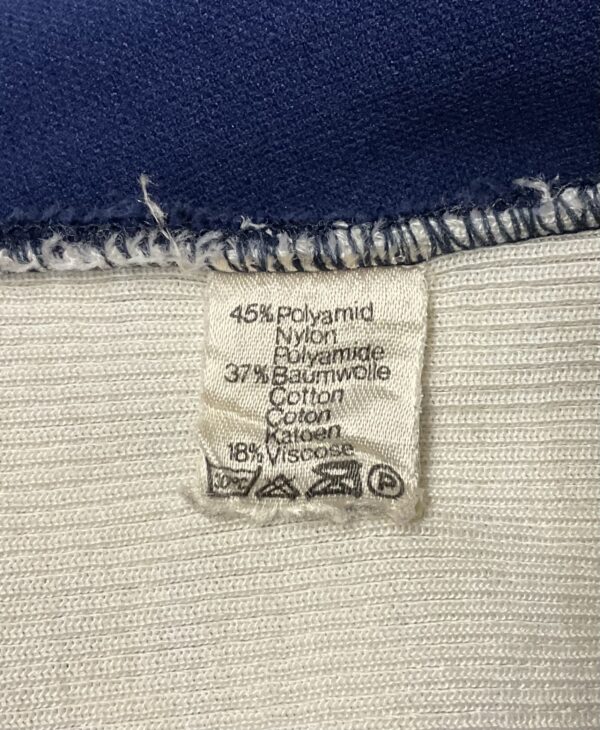 45% Polyamid
Nylon
Polyamide
37% Baumwolle
Cotton
Coton
Katoen
18% Viscose
P